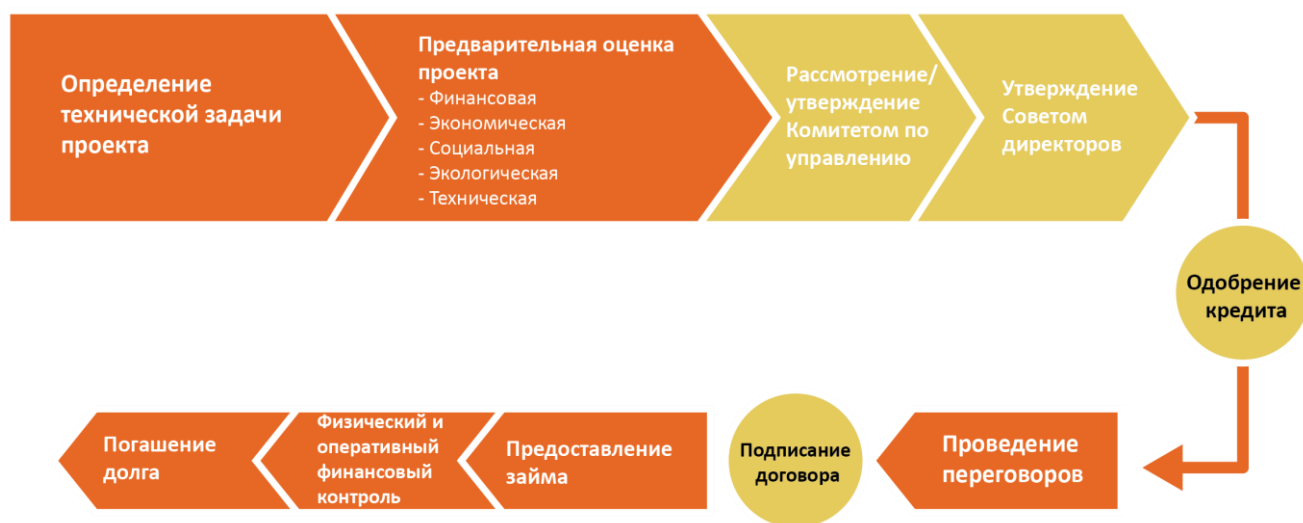 Определение
технической задачи
проекта
Предварительная оценка
проекта
- Финансовая
- Экономическая
- Социальная
- Экологическая
- Техническая
Рассмотрение/
утверждение
Комитетом по
управлению
Утверждение
Советом
директоров
Одобрение
кредита
Проведение
переговоров
Подписание
договора
Предоставление
займа
Физический и
оперативный
финансовый
контроль
Погашение
долга